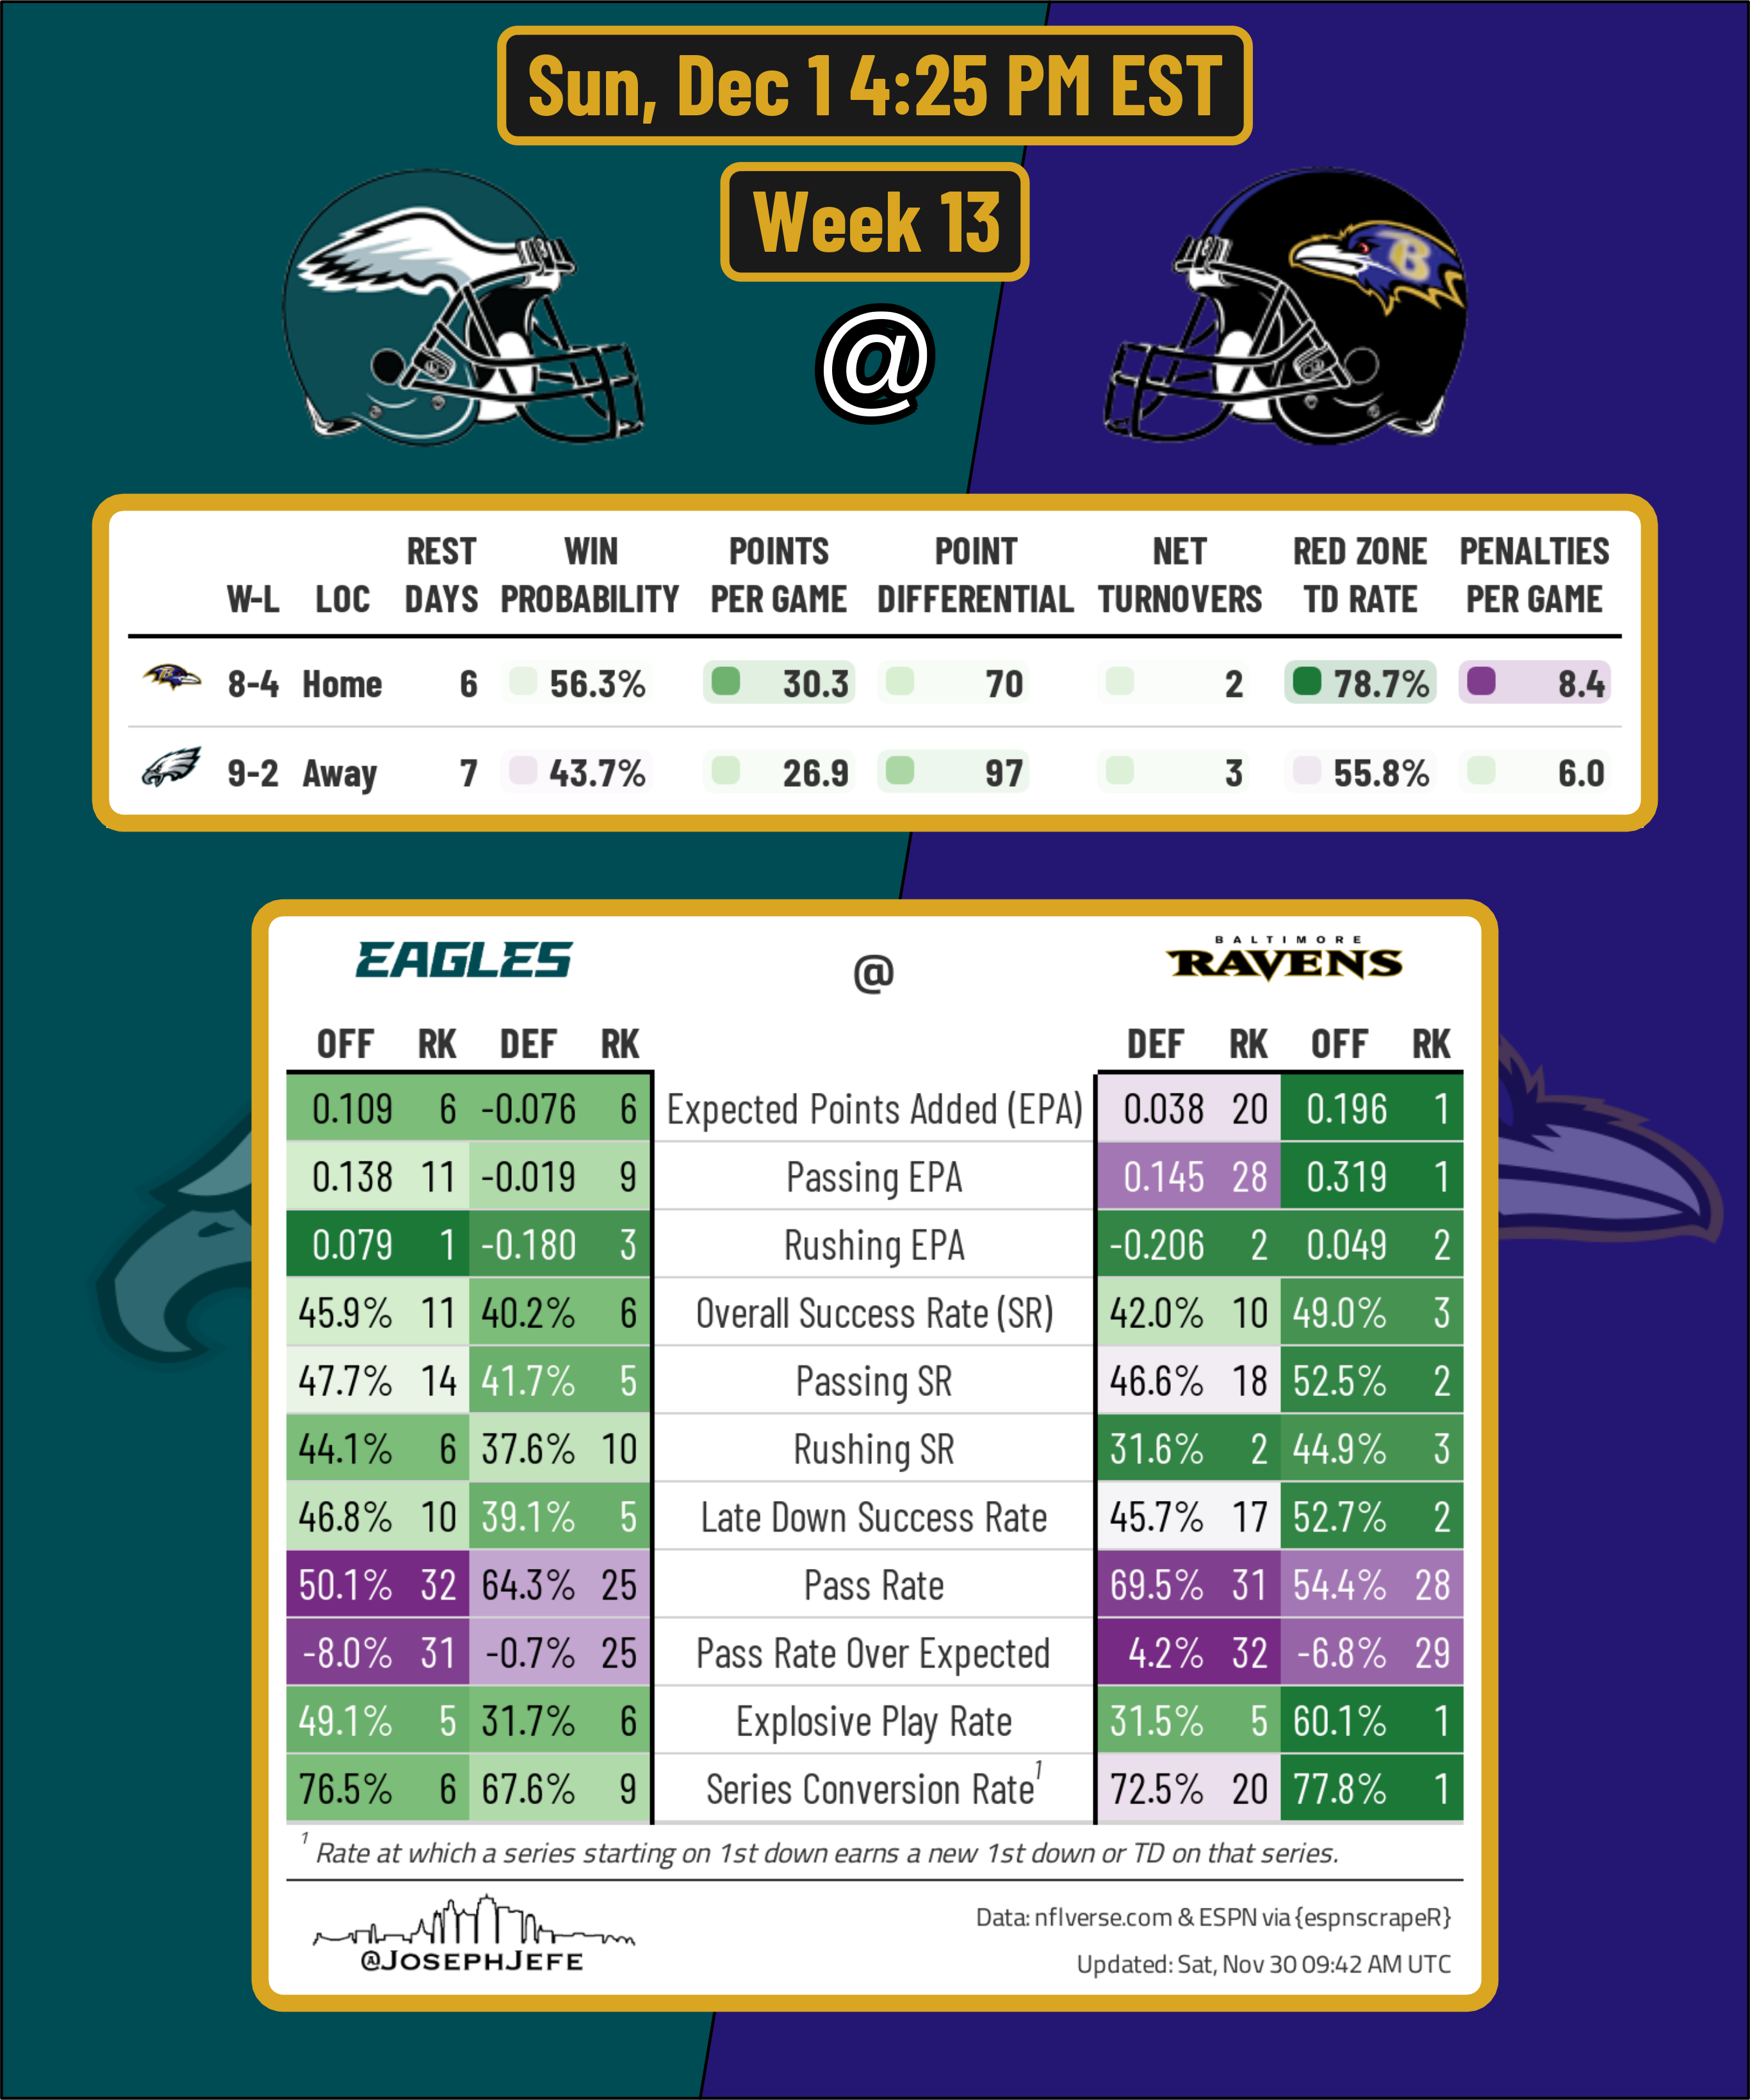 Sun, Dec 1 4:25 PM EST
Week 13
@
B
REST WIN POINTS POINT NET RED ZONE PENALTIES
W-L LOC DAYS PROBABILITY PER GAME DIFFERENTIAL TURNOVERS TD RATE PER GAME
8-4 Home 6 56.3% 30.3 70 2 78.7% 8.4
9-2 Away 7 43.7% 26.9 97 3 55.8% 6.0
EAGLES @ BALTIMORE RAVENS
OFF RK DEF RK DEF RK OFF RK
0.109 6 -0.076 6 Expected Points Added (EPA) 0.038 20 0.196 1
0.138 11 -0.019 9 Passing EPA 0.145 28 0.319 1
0.079 1 -0.180 3 Rushing EPA -0.206 2 0.049 2
45.9% 11 40.2% 6 Overall Success Rate (SR) 42.0% 10 49.0% 3
47.7% 14 41.7% 5 Passing SR 46.6% 18 52.5% 2
44.1% 6 37.6% 10 Rushing SR 31.6% 2 44.9% 3
46.8% 10 39.1% 5 Late Down Success Rate 45.7% 17 52.7% 2
50.1% 32 64.3% 25 Pass Rate 69.5% 31 54.4% 28
-8.0% 31 -0.7% 25 Pass Rate Over Expected 4.2% 32 -6.8% 29
49.1% 5 31.7% 6 Explosive Play Rate 31.5% 5 60.1% 1
76.5% 6 67.6% 9 Series Conversion Rate¹ 72.5% 20 77.8% 1
¹ Rate at which a series starting on 1st down earns a new 1st down or TD on that series.
@JOSEPHJEFE
Data: nflverse.com & ESPN via {espnscrapeR}
Updated: Sat, Nov 30 09:42 AM UTC